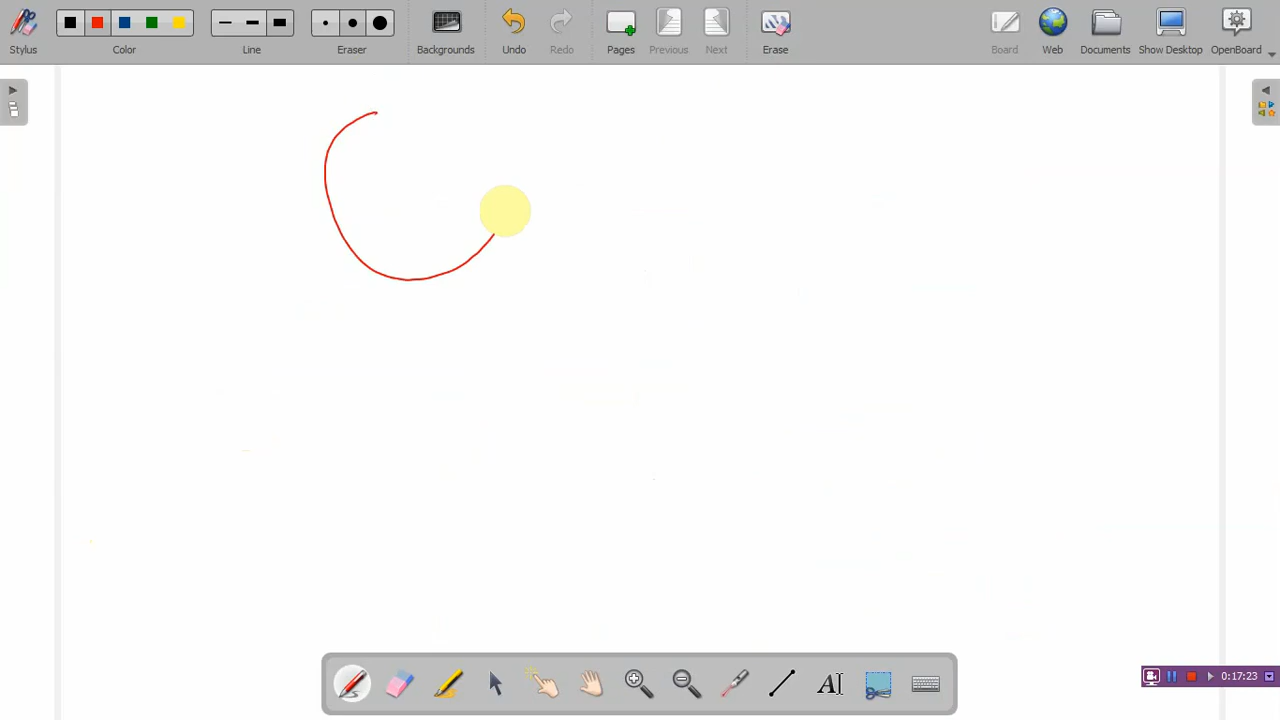 Stylus Color Line Eraser Backgrounds Undo Redo Pages Previous Next Erase Board Web Documents Show Desktop OpenBoard
A
0:17:23